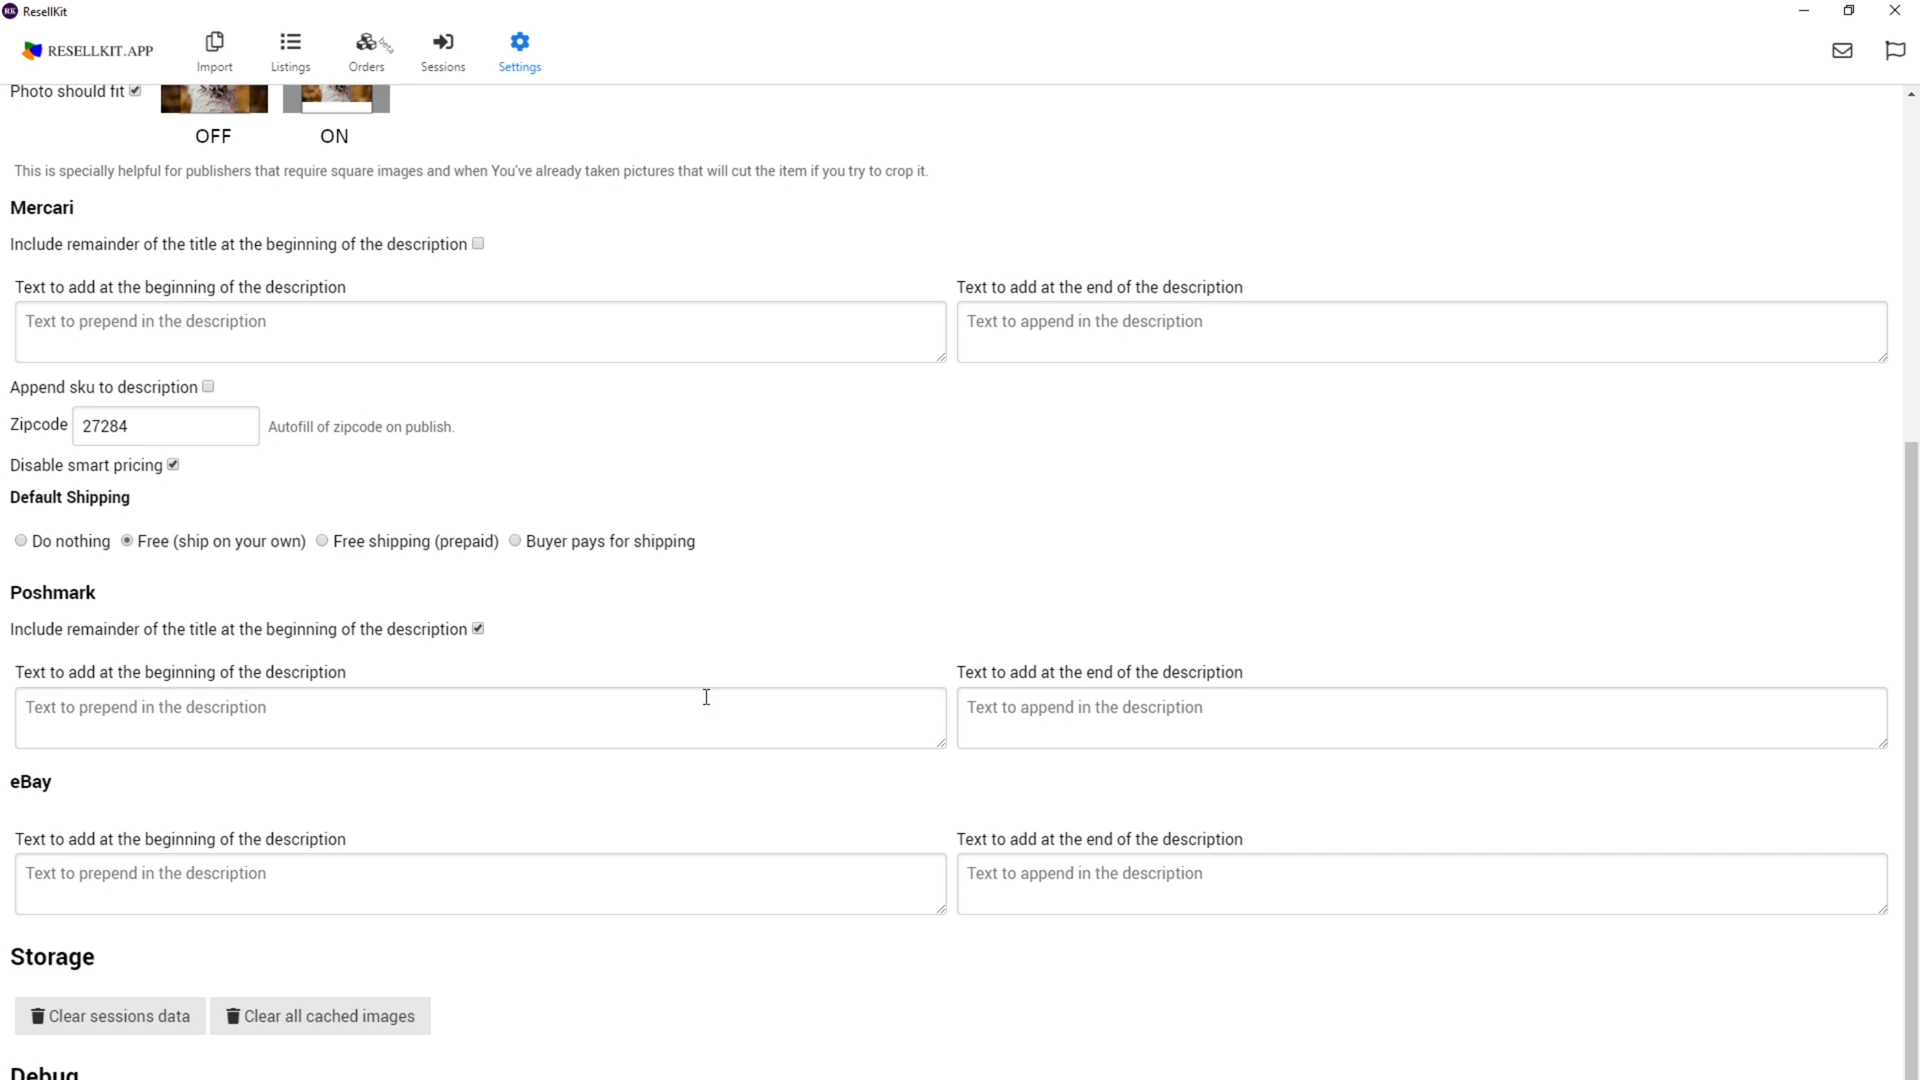 RK ResellKit
RESELLKIT.APP
Import
Listings
Orders
beta
Sessions
Settings
Photo should fit
OFF
ON
This is specially helpful for publishers that require square images and when You've already taken pictures that will cut the item if you try to crop it.
Mercari
Include remainder of the title at the beginning of the description
Text to add at the beginning of the description
Text to add at the end of the description
Text to prepend in the description
Text to append in the description
Append sku to description
Zipcode 27284 Autofill of zipcode on publish.
Disable smart pricing
Default Shipping
Do nothing Free (ship on your own) Free shipping (prepaid) Buyer pays for shipping
Poshmark
Include remainder of the title at the beginning of the description
Text to add at the beginning of the description
Text to add at the end of the description
Text to prepend in the description
Text to append in the description
eBay
Text to add at the beginning of the description
Text to add at the end of the description
Text to prepend in the description
Text to append in the description
Storage
Clear sessions data
Clear all cached images
Debug